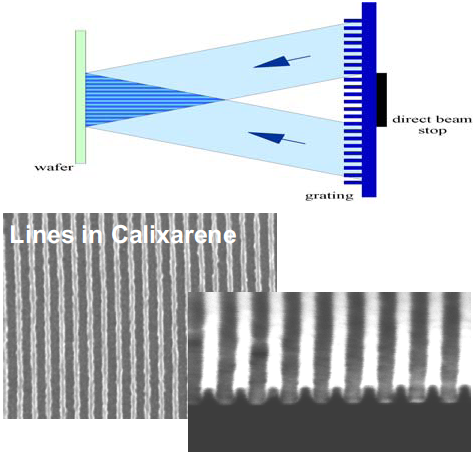 direct beam
stop
wafer
grating
Lines in Calixarene